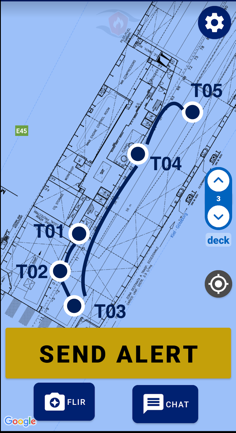 T05
E45
T04
3
T01
deck
T02
T03
SEND ALERT
FLIR
CHAT
Google